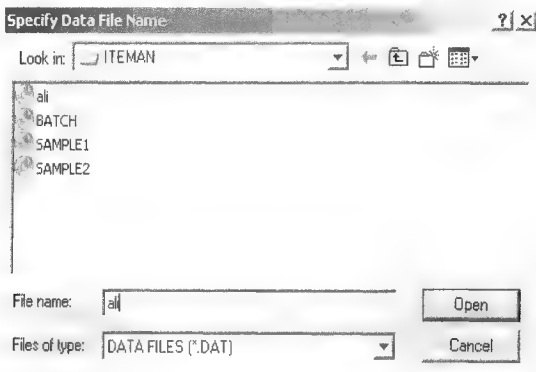 Specify Data File Name ? ×
Look in: ITEMAN
ali
BATCH
SAMPLE1
SAMPLE2
File name: ali Open
Files of type: DATA FILES (*.DAT) Cancel